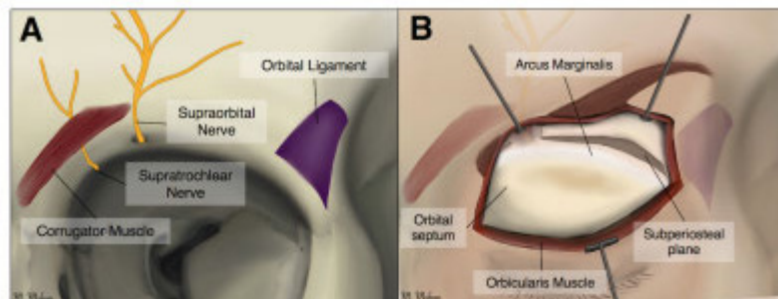 A
Orbital Ligament
Supraorbital
Nerve
Supratrochlear
Nerve
Corrugator Muscle
B
Arcus Marginalis
Orbital
septum
Subperiosteal
plane
Orbicularis Muscle